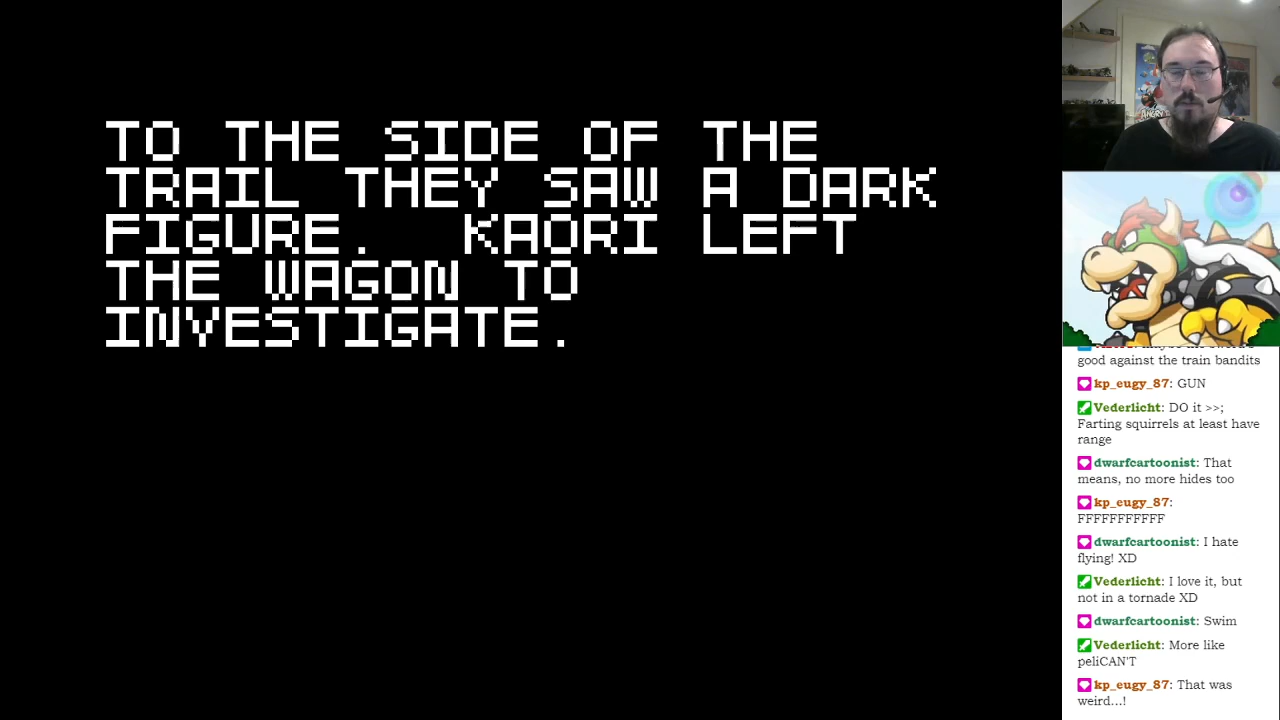 TO THE SIDE OF THE
TRAIL THEY SAW A DARK
FIGURE.  KAORI LEFT
THE WAGON TO
INVESTIGATE.
ANGRY
good against the train bandits
kp_eugy_87: GUN
Vederlicht: DO it >>;
Farting squirrels at least have
range
dwarfcartoonist: That
means, no more hides too
kp_eugy_87:
FFFFFFFFFFF
dwarfcartoonist: I hate
flying! XD
Vederlicht: I love it, but
not in a tornade XD
dwarfcartoonist: Swim
Vederlicht: More like
peliCAN'T
kp_eugy_87: That was
weird...!